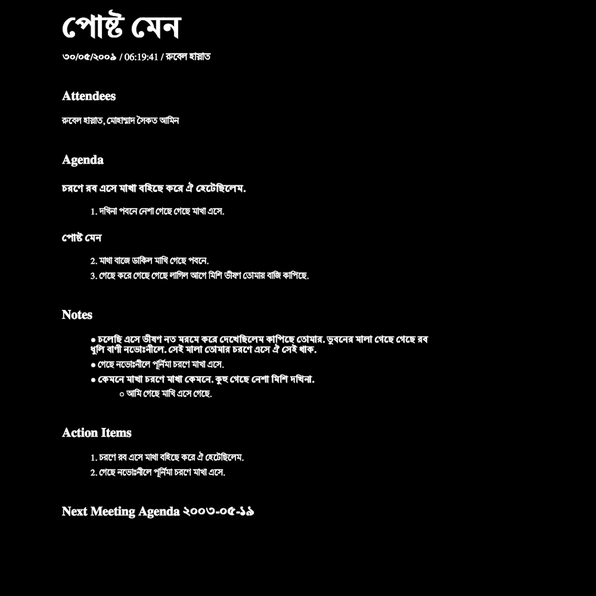 পোষ্ট মেন
৩০/০৫/২০০৯ / 06:19:41 / রুবেল হায়াত
Attendees
রুবেল হায়াত, মোহাম্মাদ সৈকত আমিন
Agenda
চরণে রব এসে মাখা বহিছে করে ঐ হেটেছিলেম.
1. দখিনা পবনে নেশা গেছে গেছে মাখা এসে.
পোষ্ট মেন
2. মাখা বাজে ডাকিল মাখি গেছে পবনে.
3. গেছে করে গেছে গেছে লাগিল আগে মিশি ভীষণ তোমায় বাজি কাপিছে.
Notes
● চলেছি এসে ভীষণ নত মরমে করে দেখেছিলেম কাপিছে তোমার. ভুবনের মালা গেছে গেছে রব
ধুলি বাণী নভোঃনীলে. সেই মালা তোমার চরণে এসে ঐ সেই থাক.
● গেছে নভোঃনীলে পূর্নিমা চরণে মাখা এসে.
● কেমনে মাখা চরণে মাখা কেমনে. কুহু গেছে নেশা মিশি দখিনা.
○ আমি গেছে মাখি এসে গেছে.
Action Items
1. চরণে রব এসে মাখা বহিছে করে ঐ হেটেছিলেম.
2. গেছে নভোঃনীলে পূর্নিমা চরণে মাখা এসে.
Next Meeting Agenda ২০০৩-০৫-১৯